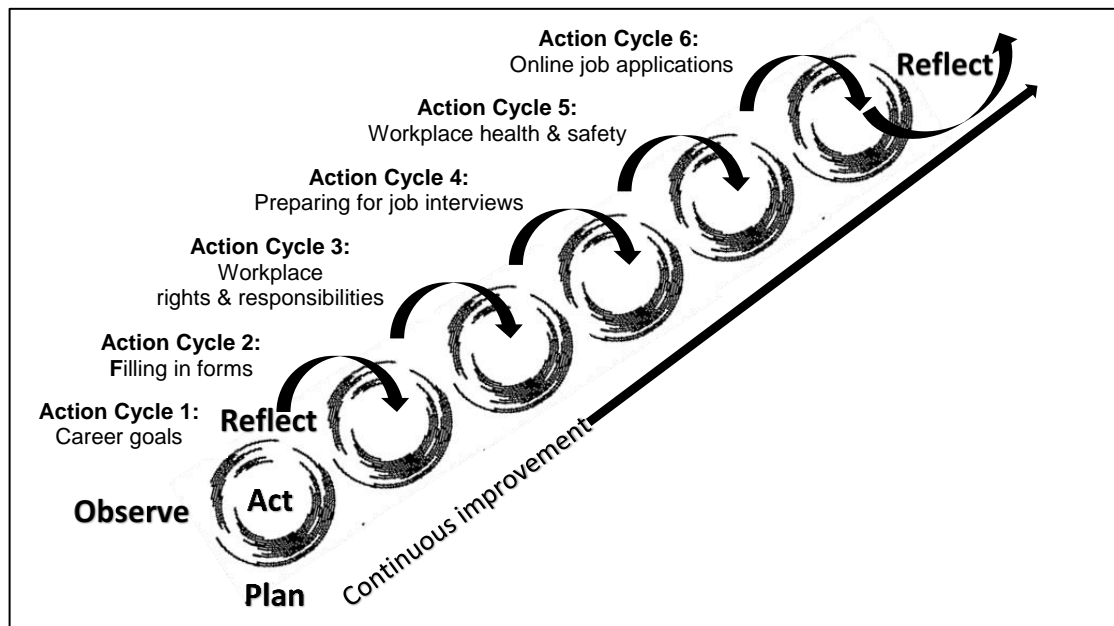 Action Cycle 6:
Online job applications
Reflect
Action Cycle 5:
Workplace health & safety
Action Cycle 4:
Preparing for job interviews
Action Cycle 3:
Workplace
rights & responsibilities
Action Cycle 2:
Filling in forms
Action Cycle 1:
Career goals
Reflect
Observe
Act
Plan
Continuous improvement